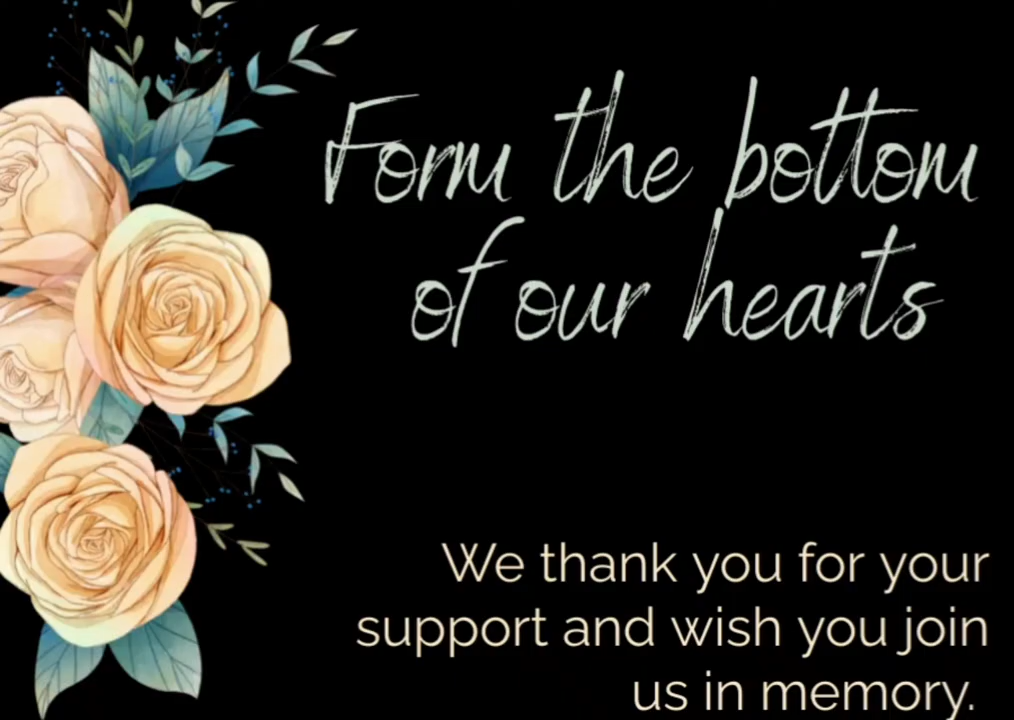 Form the bottom
of our hearts
We thank you for your
support and wish you join
us in memory.